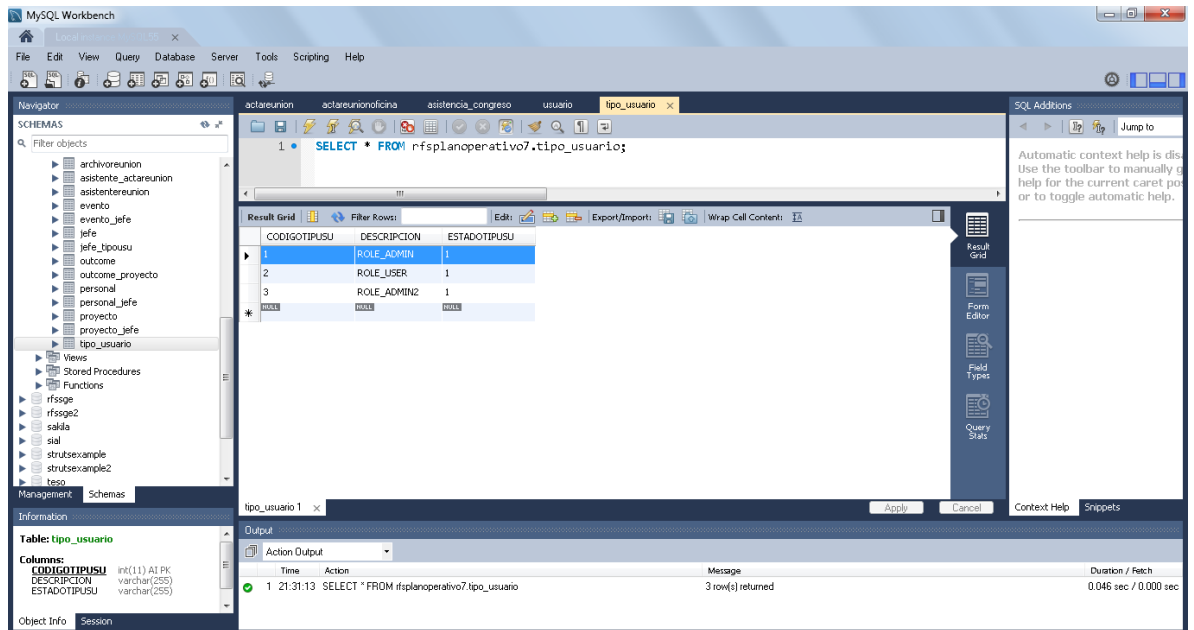 MySQL Workbench
File Edit View Query Database Server Tools Scripting Help
Navigator
SCHEMAS
Filter objects
archivoreunion
asistente_actareunion
asistentereunion
evento
evento_jefe
jefe
jefe_tipousu
outcome
outcome_proyecto
personal
personal_jefe
proyecto
proyecto_jefe
tipo_usuario
Views
Stored Procedures
Functions
rfssge
rfssge2
sakila
sial
strutsexample
strutsexample2
teso
Management Schemas
Information
Table: tipo_usuario
Columns:
CODIGOTIPUSU int(11) AI PK
DESCRIPCION varchar(255)
ESTADOTIPUSU varchar(255)
Object Info Session
actareunion actareunionoficina asistencia_congreso usuario tipo_usuario
1 SELECT * FROM rfsplanoperativo7.tipo_usuario;
Result Grid Filter Rows: Edit: Export/Import: Wrap Cell Content:
CODIGOTIPUSU DESCRIPCION ESTADOTIPUSU
1 ROLE_ADMIN 1
2 ROLE_USER 1
3 ROLE_ADMIN2 1
NULL NULL NULL
Result
Grid
Form
Editor
Field
Types
Query
Stats
tipo_usuario 1 Apply Cancel
SQL Additions
Jump to
Automatic context help is
Use the toolbar to manually
help for the current caret
or to toggle automatic help.
Context Help Snippets
Output
Action Output
Time Action Message Duration / Fetch
1 21:31:13 SELECT * FROM rfsplanoperativo7.tipo_usuario 3 row(s) returned 0.046 sec / 0.000 sec